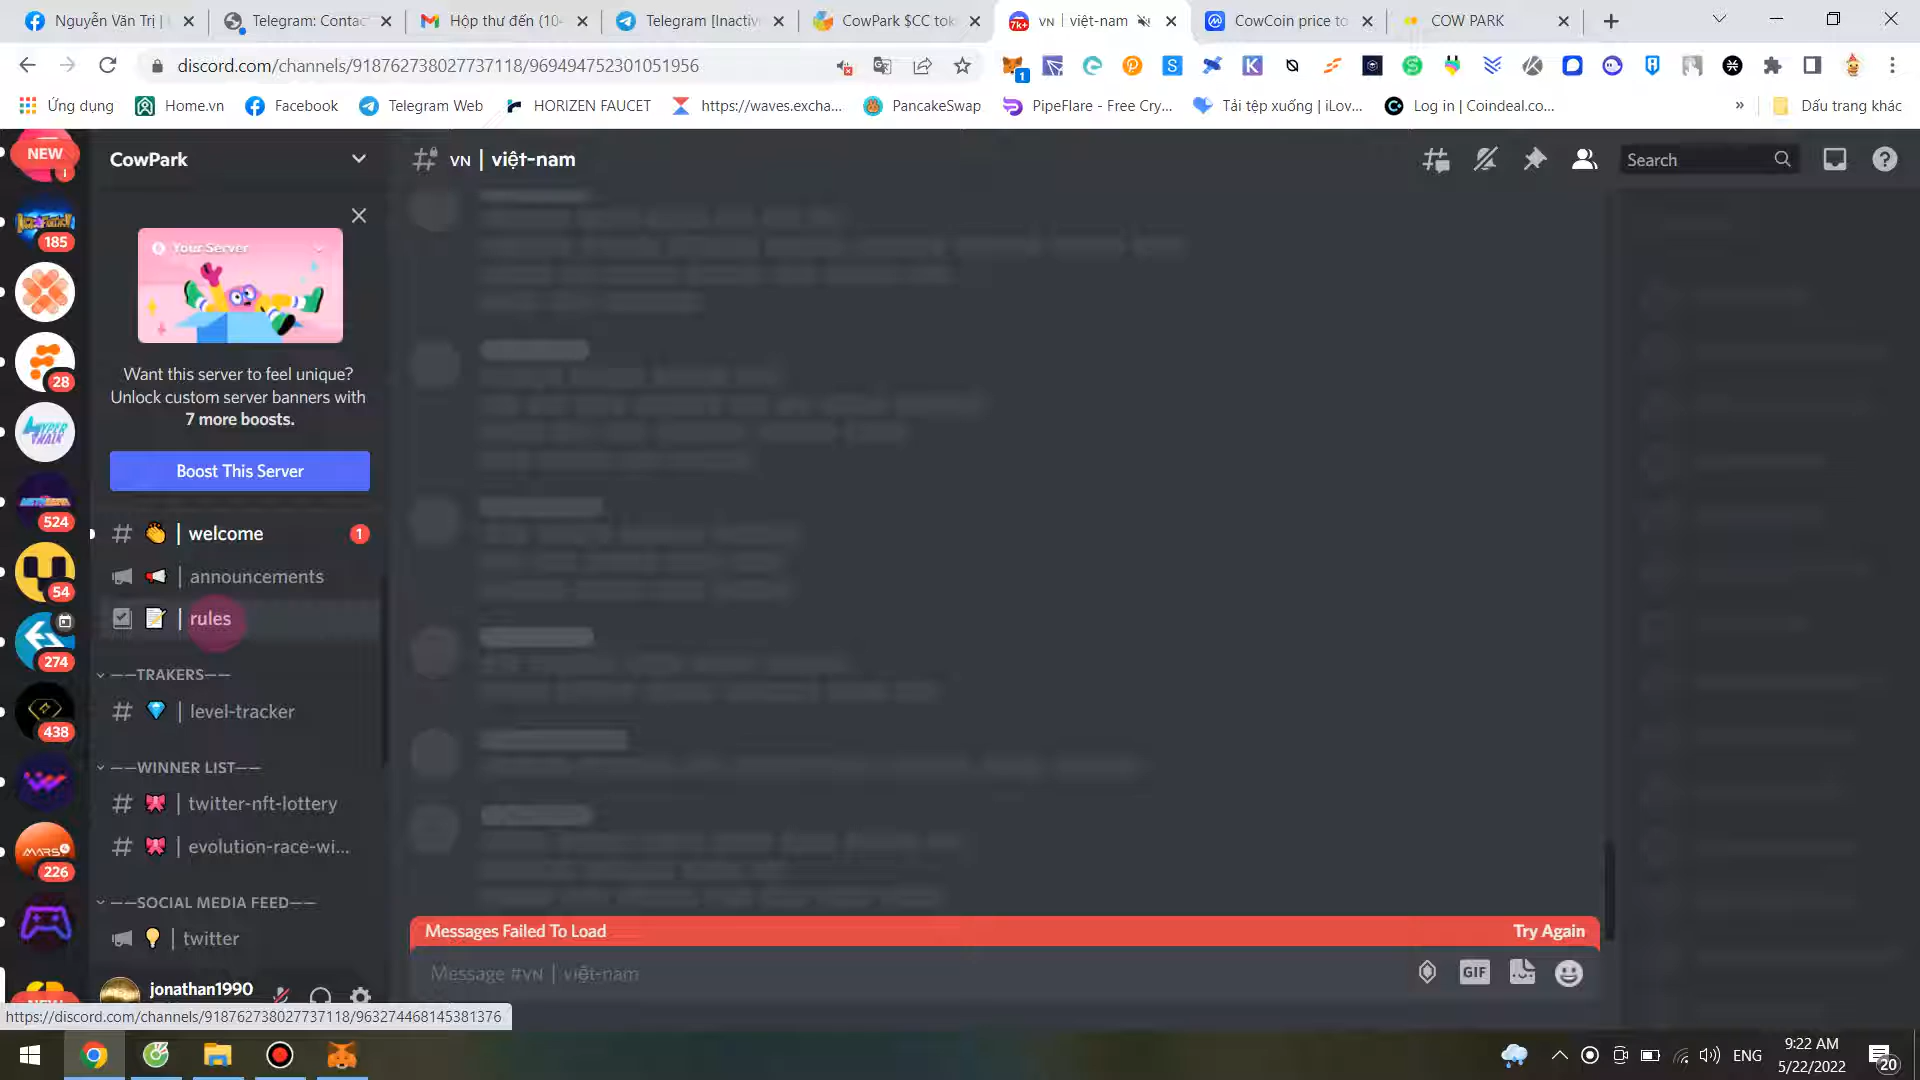 Nguyễn Văn Trị |
Telegram: Contac
Hộp thư đến (10
Telegram [Inactiv
CowPark $CC tok
7k+
VN | việt-nam
CowCoin price to
COW PARK
discord.com/channels/918762738027737118/969494752301051956
1
Ứng dụng
Home.vn
Facebook
Telegram Web
HORIZEN FAUCET
https://waves.excha...
PancakeSwap
PipeFlare - Free Cry...
Tải tệp xuống | iLov...
Log in | Coindeal.co...
»
Dấu trang khác
NEW
CowPark
# VN | việt-nam
Search
185
Your Server
28
Want this server to feel unique?
Unlock custom server banners with
7 more boosts.
HYPER
Boost This Server
524
# | welcome
1
| announcements
54
| rules
274
——TRAKERS——
# | level-tracker
438
——WINNER LIST——
# | twitter-nft-lottery
# | evolution-race-wi...
MARS
226
——SOCIAL MEDIA FEED——
| twitter
Messages Failed To Load
Try Again
Message #VN | việt-nam
GIF
jonathan1990
NEW
https://discord.com/channels/918762738027737118/963274468145381376
ENG
9:22 AM
5/22/2022
20